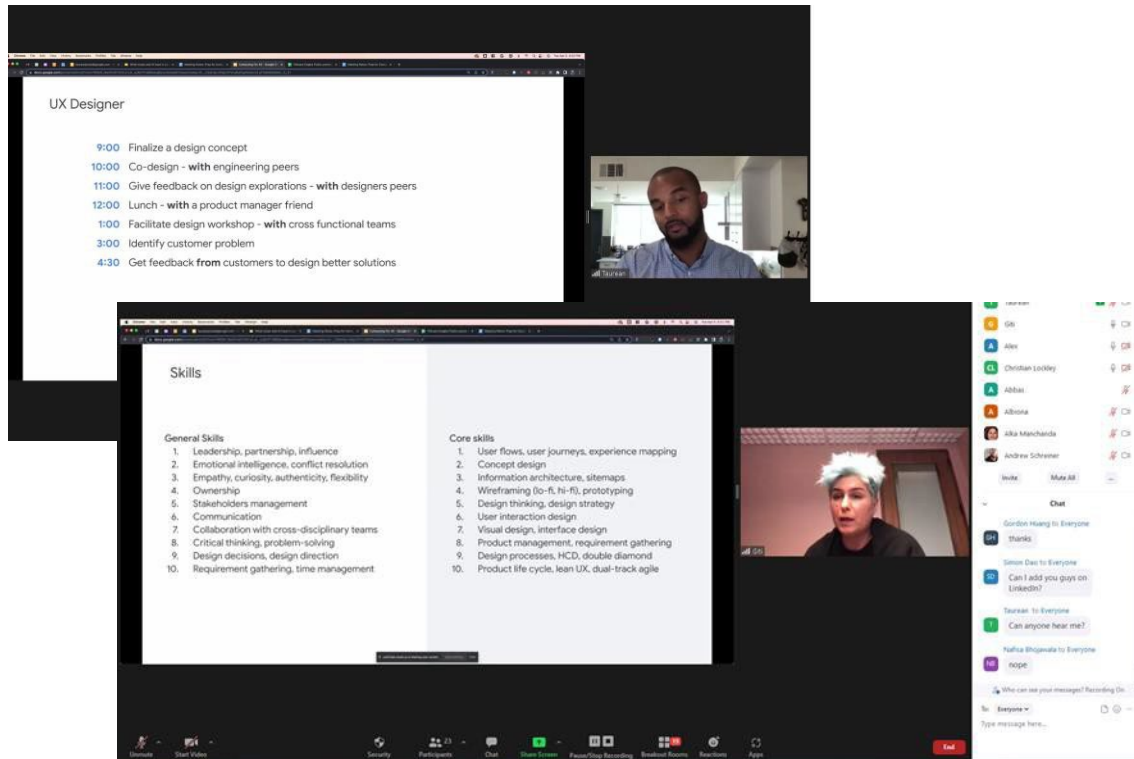 UX Designer
9:00 Finalize a design concept
10:00 Co-design - with engineering peers
11:00 Give feedback on design explorations - with designers peers
12:00 Lunch - with a product manager friend
1:00 Facilitate design workshop - with cross functional teams
3:00 Identify customer problem
4:30 Get feedback from customers to design better solutions
Taurean
Skills
General Skills
1. Leadership, partnership, influence
2. Emotional intelligence, conflict resolution
3. Empathy, curiosity, authenticity, flexibility
4. Ownership
5. Stakeholders management
6. Communication
7. Collaboration with cross-disciplinary teams
8. Critical thinking, problem-solving
9. Design decisions, design direction
10. Requirement gathering, time management
Core skills
1. User flows, user journeys, experience mapping
2. Concept design
3. Information architecture, sitemaps
4. Wireframing (lo-fi, hi-fi), prototyping
5. Design thinking, design strategy
6. User interaction design
7. Visual design, interface design
8. Product management, requirement gathering
9. Design processes, HCD, double diamond
10. Product life cycle, lean UX, dual-track agile
Giti
Taurean
G Giti
A Alex
CL Christian Lockley
A Abbas
A Albrona
Alka Manchanda
Andrew Schreiner
Invite Mute All ...
Chat
Gordon Huang to Everyone
GH thanks
Simon Dao to Everyone
SD Can I add you guys on
LinkedIn?
Taurean to Everyone
T Can anyone hear me?
Nafisa Bhojawala to Everyone
NB nope
Who can see your messages? Recording On
To: Everyone
Type message here...
Unmute Start Video Security Participants 23 Chat Share Screen Pause/Stop Recording Breakout Rooms Reactions Apps End